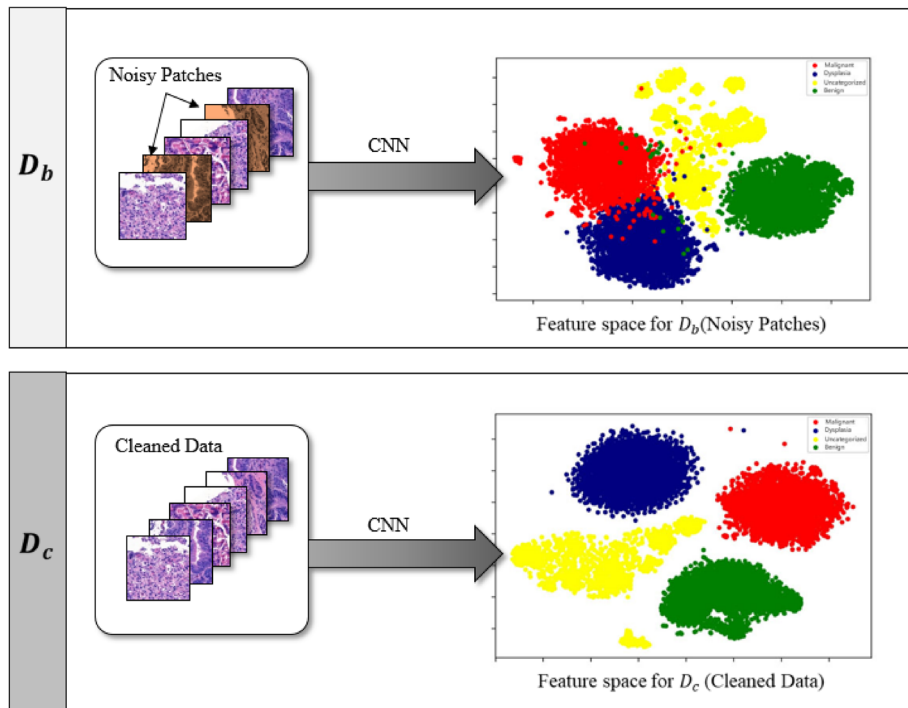 D_b
Noisy Patches
CNN
Malignant
Dysplasia
Uncategorized
Benign
Feature space for D_b(Noisy Patches)
D_c
Cleaned Data
CNN
Malignant
Dysplasia
Uncategorized
Benign
Feature space for D_c (Cleaned Data)